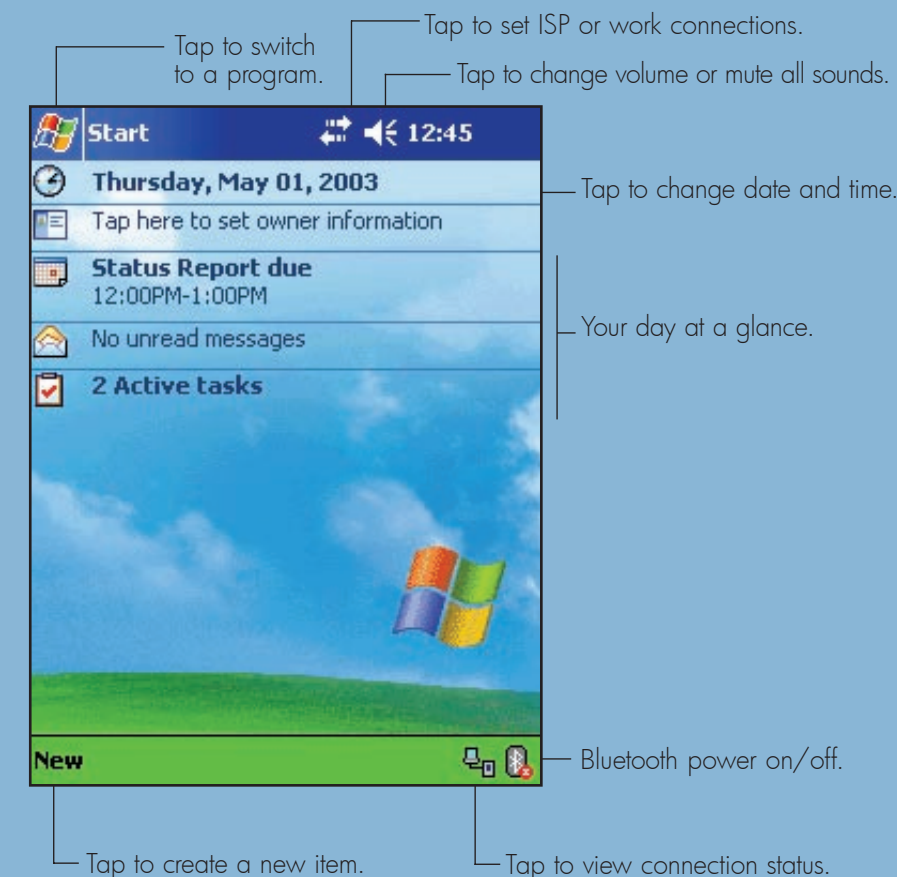 Tap to set ISP or work connections.
Tap to switch
to a program.
Tap to change volume or mute all sounds.
Start
12:45
Thursday, May 01, 2003
Tap to change date and time.
Tap here to set owner information
Status Report due
12:00PM-1:00PM
Your day at a glance.
No unread messages
2 Active tasks
New
Bluetooth power on/off.
Tap to create a new item.
Tap to view connection status.